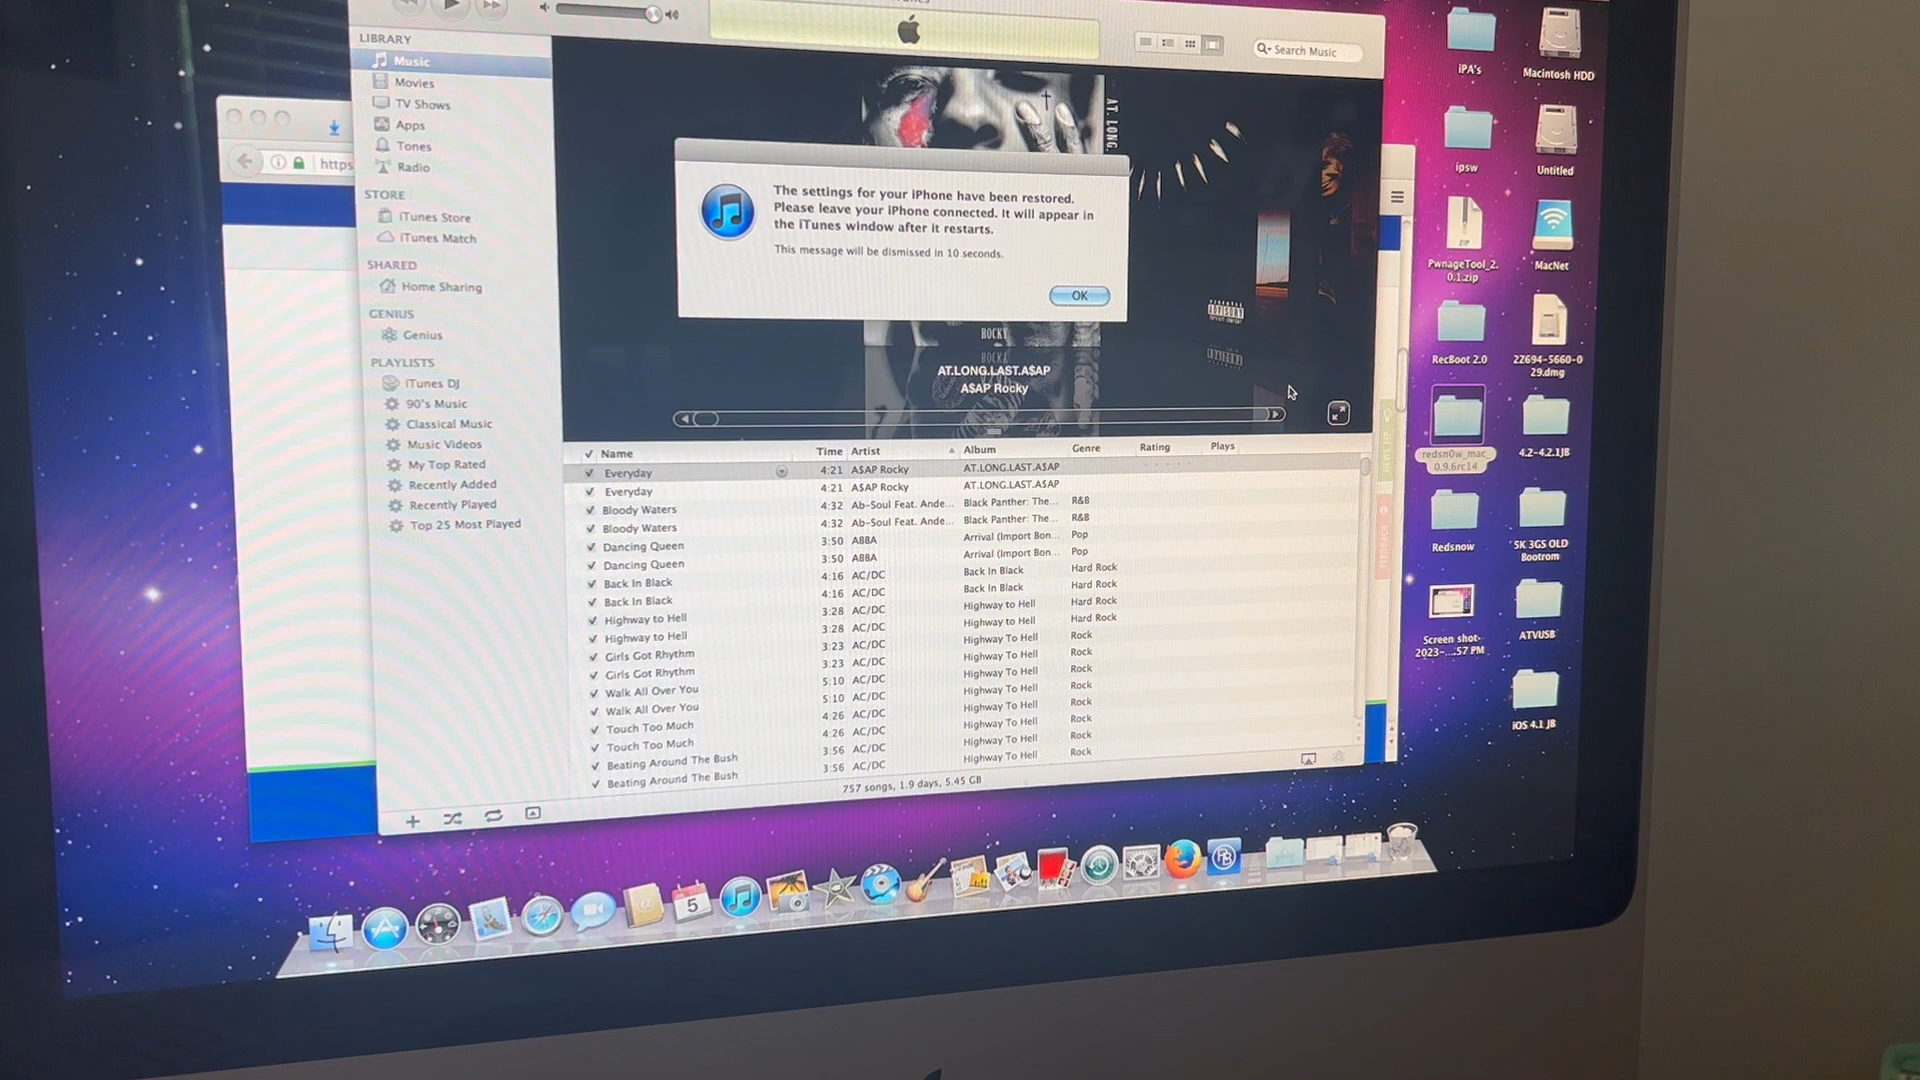 LIBRARY
Music
Movies
TV Shows
Apps
Tones
Radio
STORE
iTunes Store
iTunes Match
SHARED
Home Sharing
GENIUS
Genius
PLAYLISTS
iTunes DJ
90's Music
Classical Music
Music Videos
My Top Rated
Recently Added
Recently Played
Top 25 Most Played
https
Search Music
AT. LONG.
The settings for your iPhone have been restored.
Please leave your iPhone connected. It will appear in
the iTunes window after it restarts.
This message will be dismissed in 10 seconds.
OK
PARENTAL
ADVISORY
ROCKY
AT.LONG.LAST.A$AP
A$AP Rocky
Name Time Artist Album Genre Rating Plays
Everyday 4:21 A$AP Rocky AT.LONG.LAST.A$AP
Everyday 4:21 A$AP Rocky AT.LONG.LAST.A$AP
Bloody Waters 4:32 Ab-Soul Feat. Ande... Black Panther: The... R&B
Bloody Waters 4:32 Ab-Soul Feat. Ande... Black Panther: The... R&B
Dancing Queen 3:50 ABBA Arrival (Import Bon... Pop
Dancing Queen 3:50 ABBA Arrival (Import Bon... Pop
Back In Black 4:16 AC/DC Back In Black Hard Rock
Back In Black 4:16 AC/DC Back In Black Hard Rock
Highway to Hell 3:28 AC/DC Highway to Hell Hard Rock
Highway to Hell 3:28 AC/DC Highway to Hell Hard Rock
Girls Got Rhythm 3:23 AC/DC Highway To Hell Rock
Girls Got Rhythm 3:23 AC/DC Highway To Hell Rock
Walk All Over You 5:10 AC/DC Highway To Hell Rock
Walk All Over You 5:10 AC/DC Highway To Hell Rock
Touch Too Much 4:26 AC/DC Highway To Hell Rock
Touch Too Much 4:26 AC/DC Highway To Hell Rock
Beating Around The Bush 3:56 AC/DC Highway To Hell Rock
Beating Around The Bush 3:56 AC/DC Highway To Hell Rock
757 songs, 1.9 days, 5.45 GB
iPA's
Macintosh HDD
ipsw
Untitled
ZIP
PwnageTool_2.
0.1.zip
MacNet
RecBoot 2.0
22694-5660-0
29.dmg
redsn0w_mac_
0.9.6rc14
4.2-4.2.1JB
Redsnow
5K 3GS OLD
Bootrom
Screen shot
2023-....57 PM
ATVUSB
iOS 4.1 JB
FEEDBACK
5